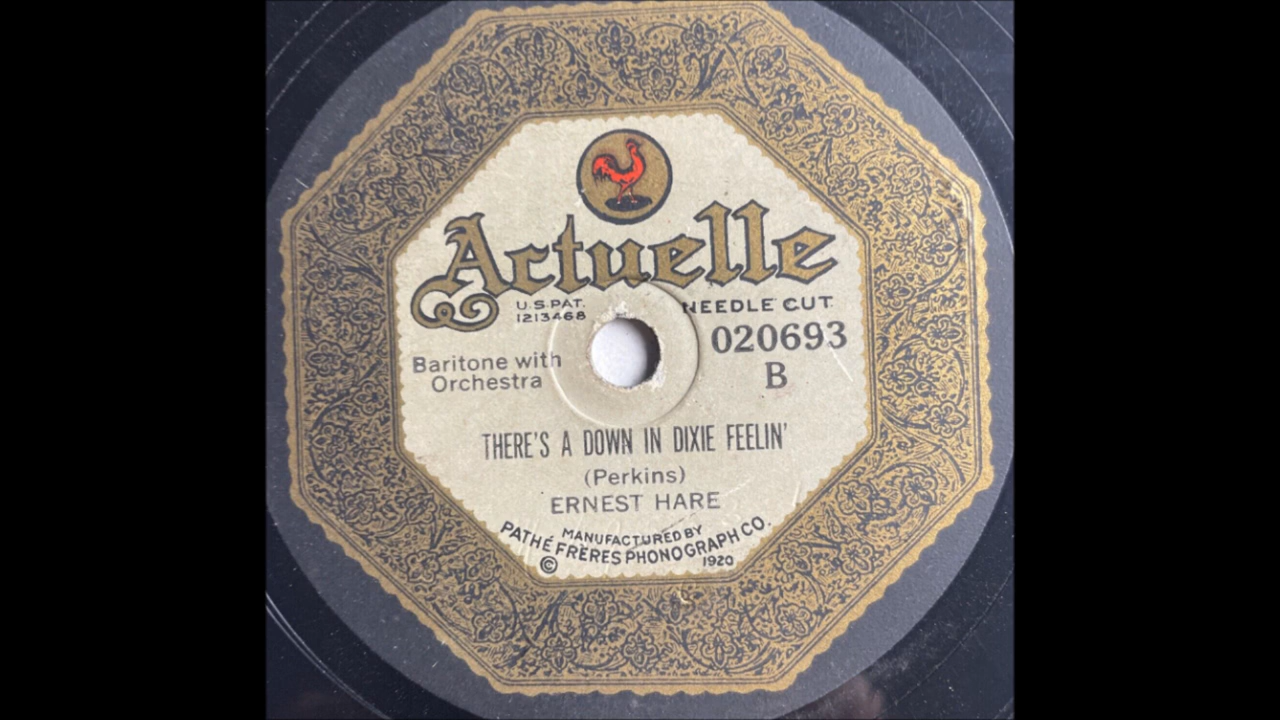 Actuelle
U.S. PAT.
1213468
NEEDLE CUT
020693
B
Baritone with
Orchestra
THERE'S A DOWN IN DIXIE FEELIN'
(Perkins)
ERNEST HARE
MANUFACTURED BY
PATHÉ FRÈRES PHONOGRAPH CO.
© 1920